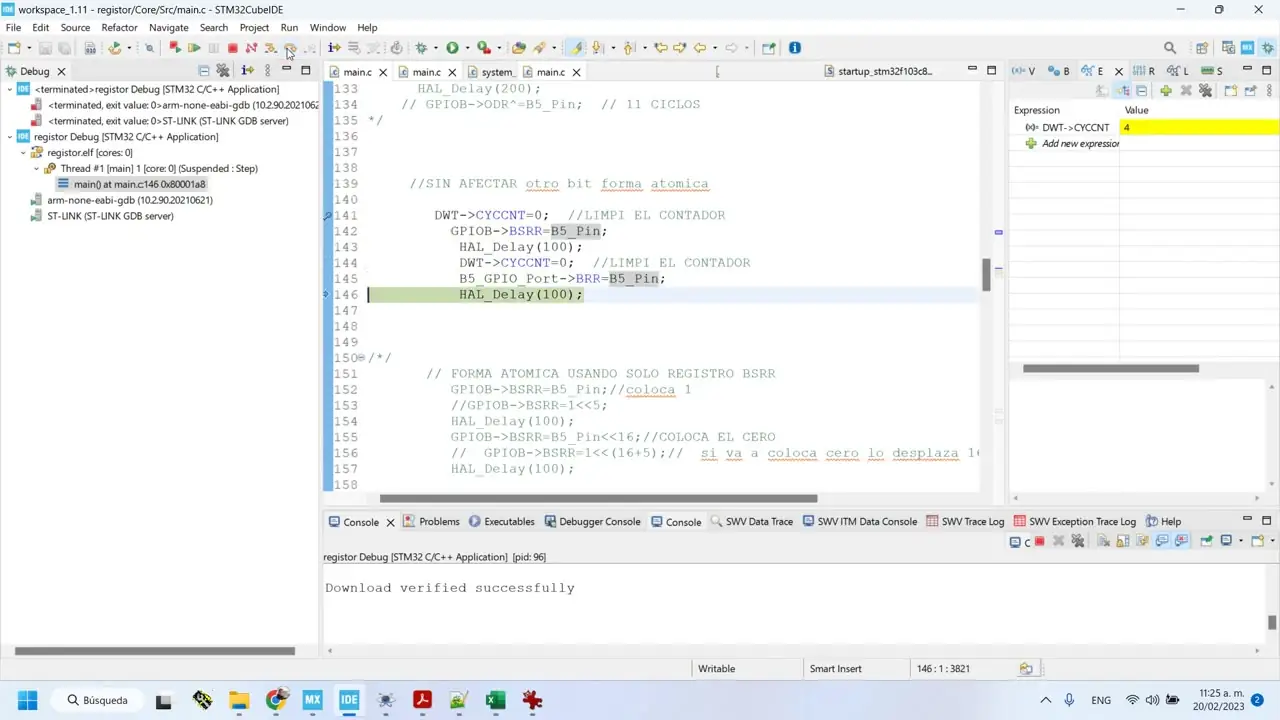 workspace_1.11 - registor/Core/Src/main.c - STM32CubeIDE
File Edit Source Refactor Navigate Search Project Run Window Help
Debug
<terminated>registor Debug [STM32 C/C++ Application]
<terminated, exit value: 0>arm-none-eabi-gdb (10.2.90.2021062
<terminated, exit value: 0>ST-LINK (ST-LINK GDB server)
registor Debug [STM32 C/C++ Application]
registor.elf [cores: 0]
Thread #1 [main] 1 [core: 0] (Suspended : Step)
main() at main.c:146 0x80001a8
arm-none-eabi-gdb (10.2.90.20210621)
ST-LINK (ST-LINK GDB server)
main.c main.c system_ main.c startup_stm32f103c8...
133 HAL_Delay(200);
134 // GPIOB->ODR^=B5_Pin; // 11 CICLOS
135 */
136
137
138
139 //SIN AFECTAR otro bit forma atomica
140
141 DWT->CYCCNT=0; //LIMPI EL CONTADOR
142 GPIOB->BSRR=B5_Pin;
143 HAL_Delay(100);
144 DWT->CYCCNT=0; //LIMPI EL CONTADOR
145 B5_GPIO_Port->BRR=B5_Pin;
146 HAL_Delay(100);
147
148
149
150 /*/
151 // FORMA ATOMICA USANDO SOLO REGISTRO BSRR
152 GPIOB->BSRR=B5_Pin;//coloca 1
153 //GPIOB->BSRR=1<<5;
154 HAL_Delay(100);
155 GPIOB->BSRR=B5_Pin<<16;//COLOCA EL CERO
156 // GPIOB->BSRR=1<<(16+5);// si va a coloca cero lo desplaza 16
157 HAL_Delay(100);
158
V B E R L S
Expression Value
DWT->CYCCNT 4
Add new expression
Console Problems Executables Debugger Console Console SWV Data Trace SWV ITM Data Console SWV Trace Log SWV Exception Trace Log Help
registor Debug [STM32 C/C++ Application] [pid: 96]
Download verified successfully
Writable Smart Insert 146 : 1 : 3821
Búsqueda
MX IDE
ENG
11:25 a. m.
20/02/2023
2